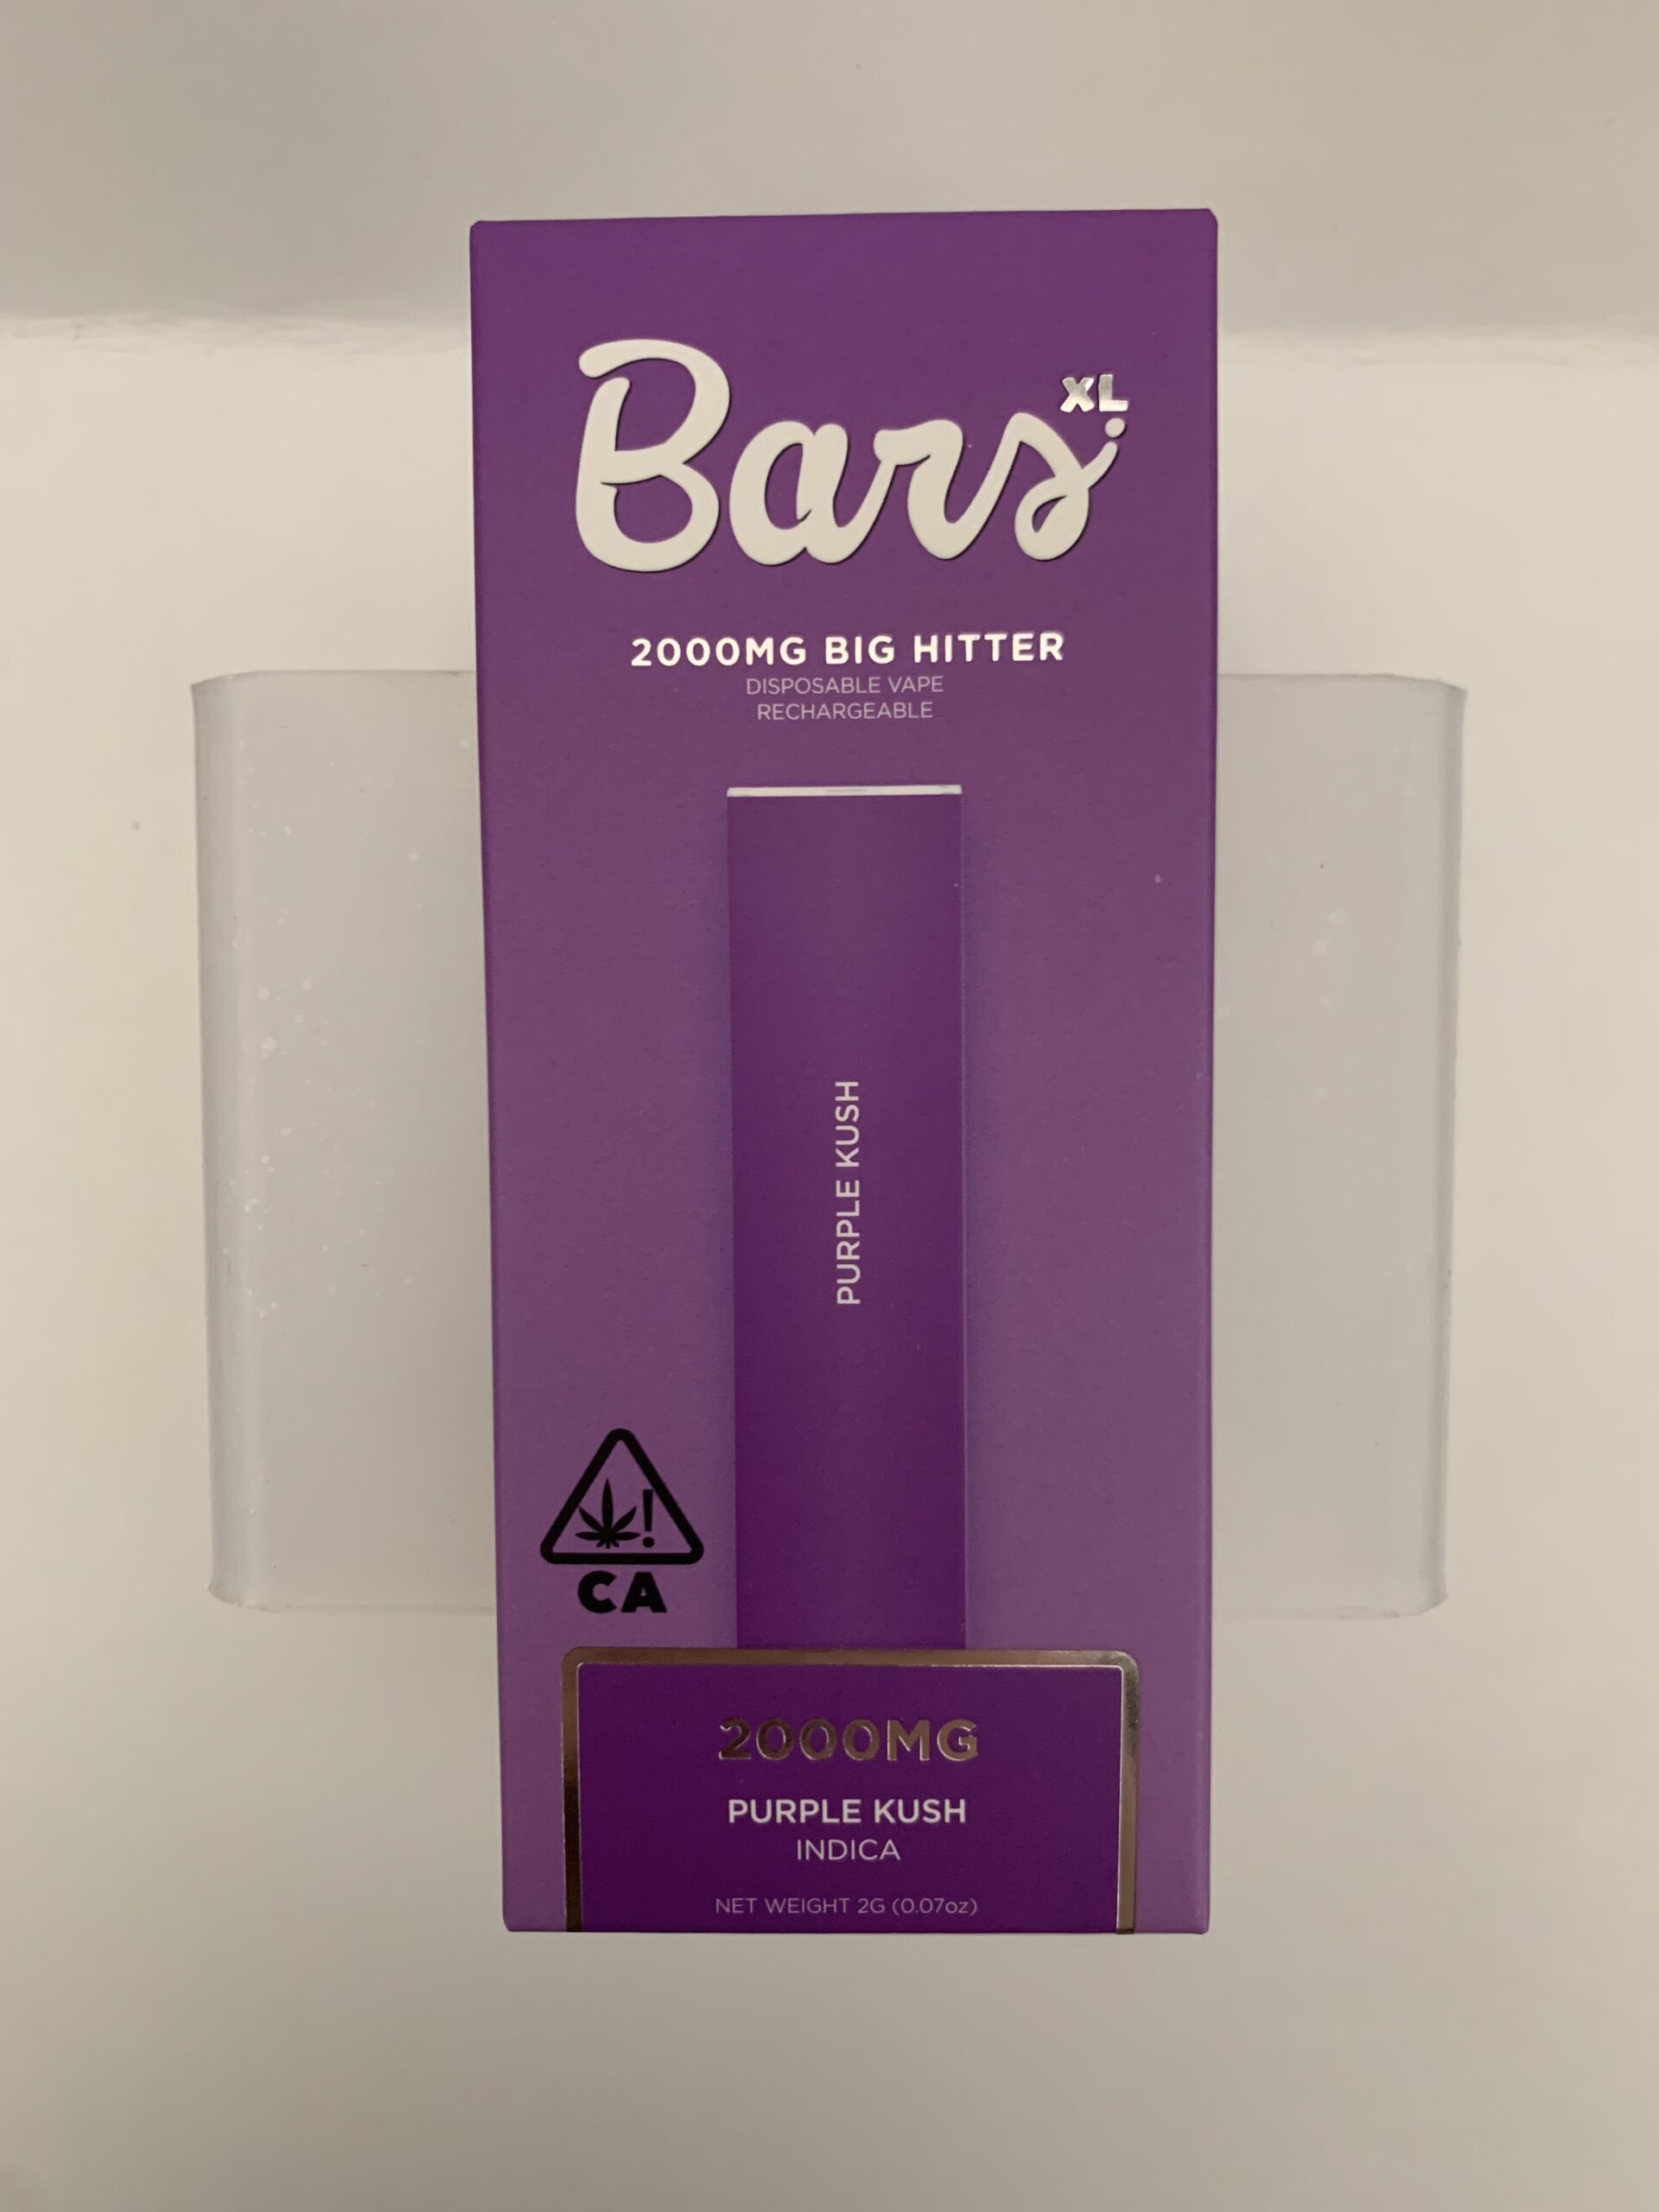 Bars XL
2000MG BIG HITTER
DISPOSABLE VAPE
RECHARGEABLE
PURPLE KUSH
CA
2000MG
PURPLE KUSH
INDICA
NET WEIGHT 2G (0.07oz)